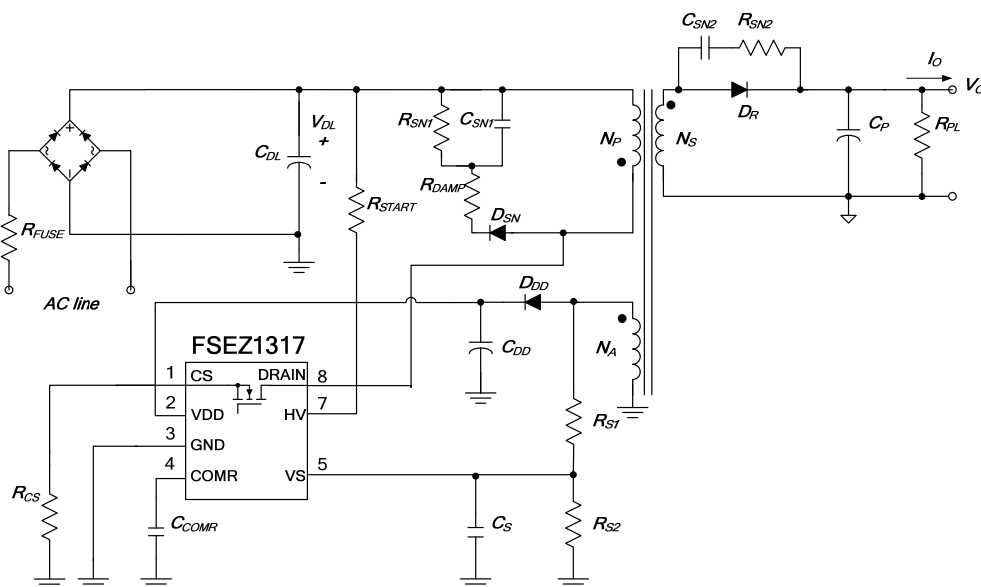 CSN2 RSN2
IO
VO
DR
CP
RPL
NP
NS
RSN1
CSN1
VDL
+
-
CDL
RDAMP
RSTART
DSN
RFUSE
AC line
+
~
~
-
DDD
CDD
NA
FSEZ1317
1 CS DRAIN 8
2 VDD HV 7
3 GND
4 COMR VS 5
RS1
RS2
CS
RCS
CCOMR